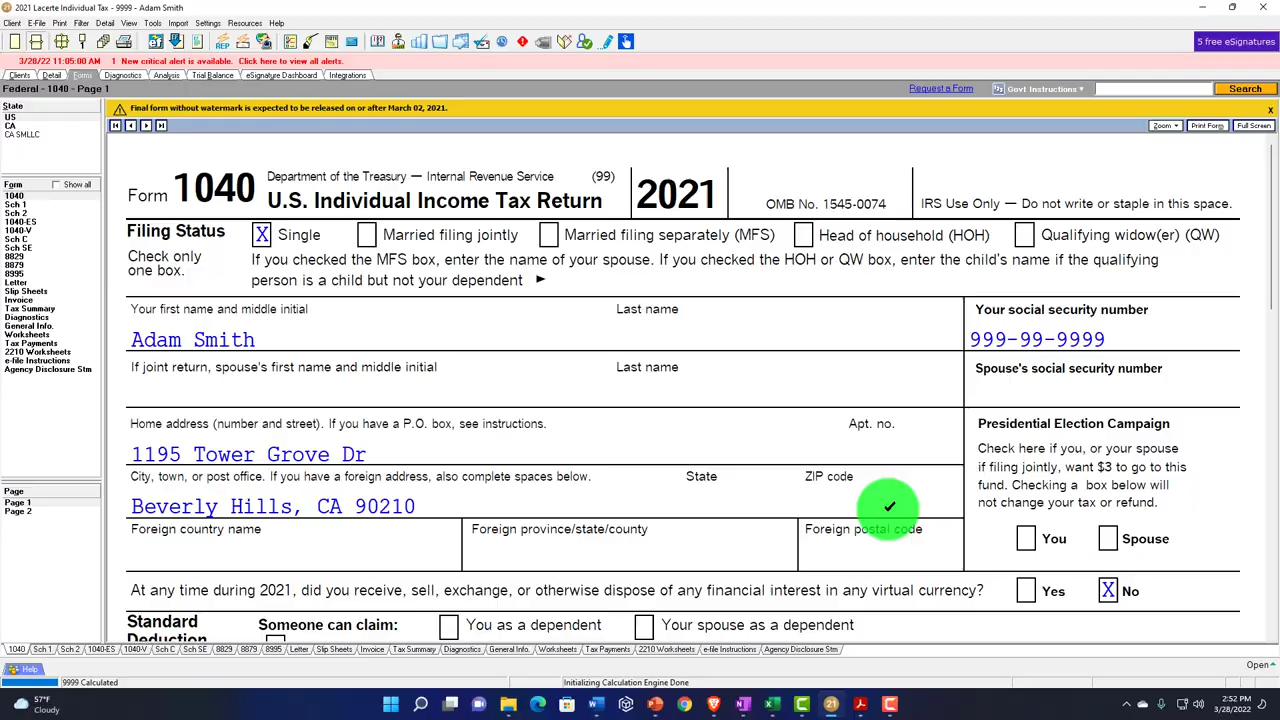 2021 Lacerte Individual Tax - 9999 - Adam Smith
Client E-File Print Filter Detail View Tools Import Settings Resources Help
REP
5 free eSignatures
3/28/22 11:05:00 AM 1 New critical alert is available. Click here to view all alerts.
Clients Detail Forms Diagnostics Analysis Trial Balance eSignature Dashboard Integrations
Federal - 1040 - Page 1
Request a Form Govt Instructions Search
State
US
CA
CA SMLLC
Final form without watermark is expected to be released on or after March 02, 2021. x
Zoom Print Form Full Screen
Form Show all
1040
Sch 1
Sch 2
1040-ES
1040-V
Sch C
Sch SE
8829
8879
8995
Letter
Slip Sheets
Invoice
Tax Summary
Diagnostics
General Info.
Worksheets
Tax Payments
2210 Worksheets
e-file Instructions
Agency Disclosure Stm
Page
Page 1
Page 2
Form 1040 Department of the Treasury — Internal Revenue Service (99)
U.S. Individual Income Tax Return 2021 OMB No. 1545-0074 IRS Use Only — Do not write or staple in this space.
Filing Status X Single Married filing jointly Married filing separately (MFS) Head of household (HOH) Qualifying widow(er) (QW)
Check only
one box.
If you checked the MFS box, enter the name of your spouse. If you checked the HOH or QW box, enter the child's name if the qualifying
person is a child but not your dependent
Your first name and middle initial Last name Your social security number
Adam Smith 999-99-9999
If joint return, spouse's first name and middle initial Last name Spouse's social security number
Home address (number and street). If you have a P.O. box, see instructions. Apt. no.
1195 Tower Grove Dr
City, town, or post office. If you have a foreign address, also complete spaces below. State ZIP code
Beverly Hills, CA 90210
Foreign country name Foreign province/state/county Foreign postal code
Presidential Election Campaign
Check here if you, or your spouse
if filing jointly, want $3 to go to this
fund. Checking a box below will
not change your tax or refund.
You Spouse
At any time during 2021, did you receive, sell, exchange, or otherwise dispose of any financial interest in any virtual currency? Yes X No
Standard
Deduction
Someone can claim: You as a dependent Your spouse as a dependent
1040 Sch 1 Sch 2 1040-ES 1040-V Sch C Sch SE 8829 8879 8995 Letter Slip Sheets Invoice Tax Summary Diagnostics General Info. Worksheets Tax Payments 2210 Worksheets e-file Instructions Agency Disclosure Stm
Help Open
9999 Calculated Initializing Calculation Engine Done
57°F
Cloudy
21
2:52 PM
3/28/2022